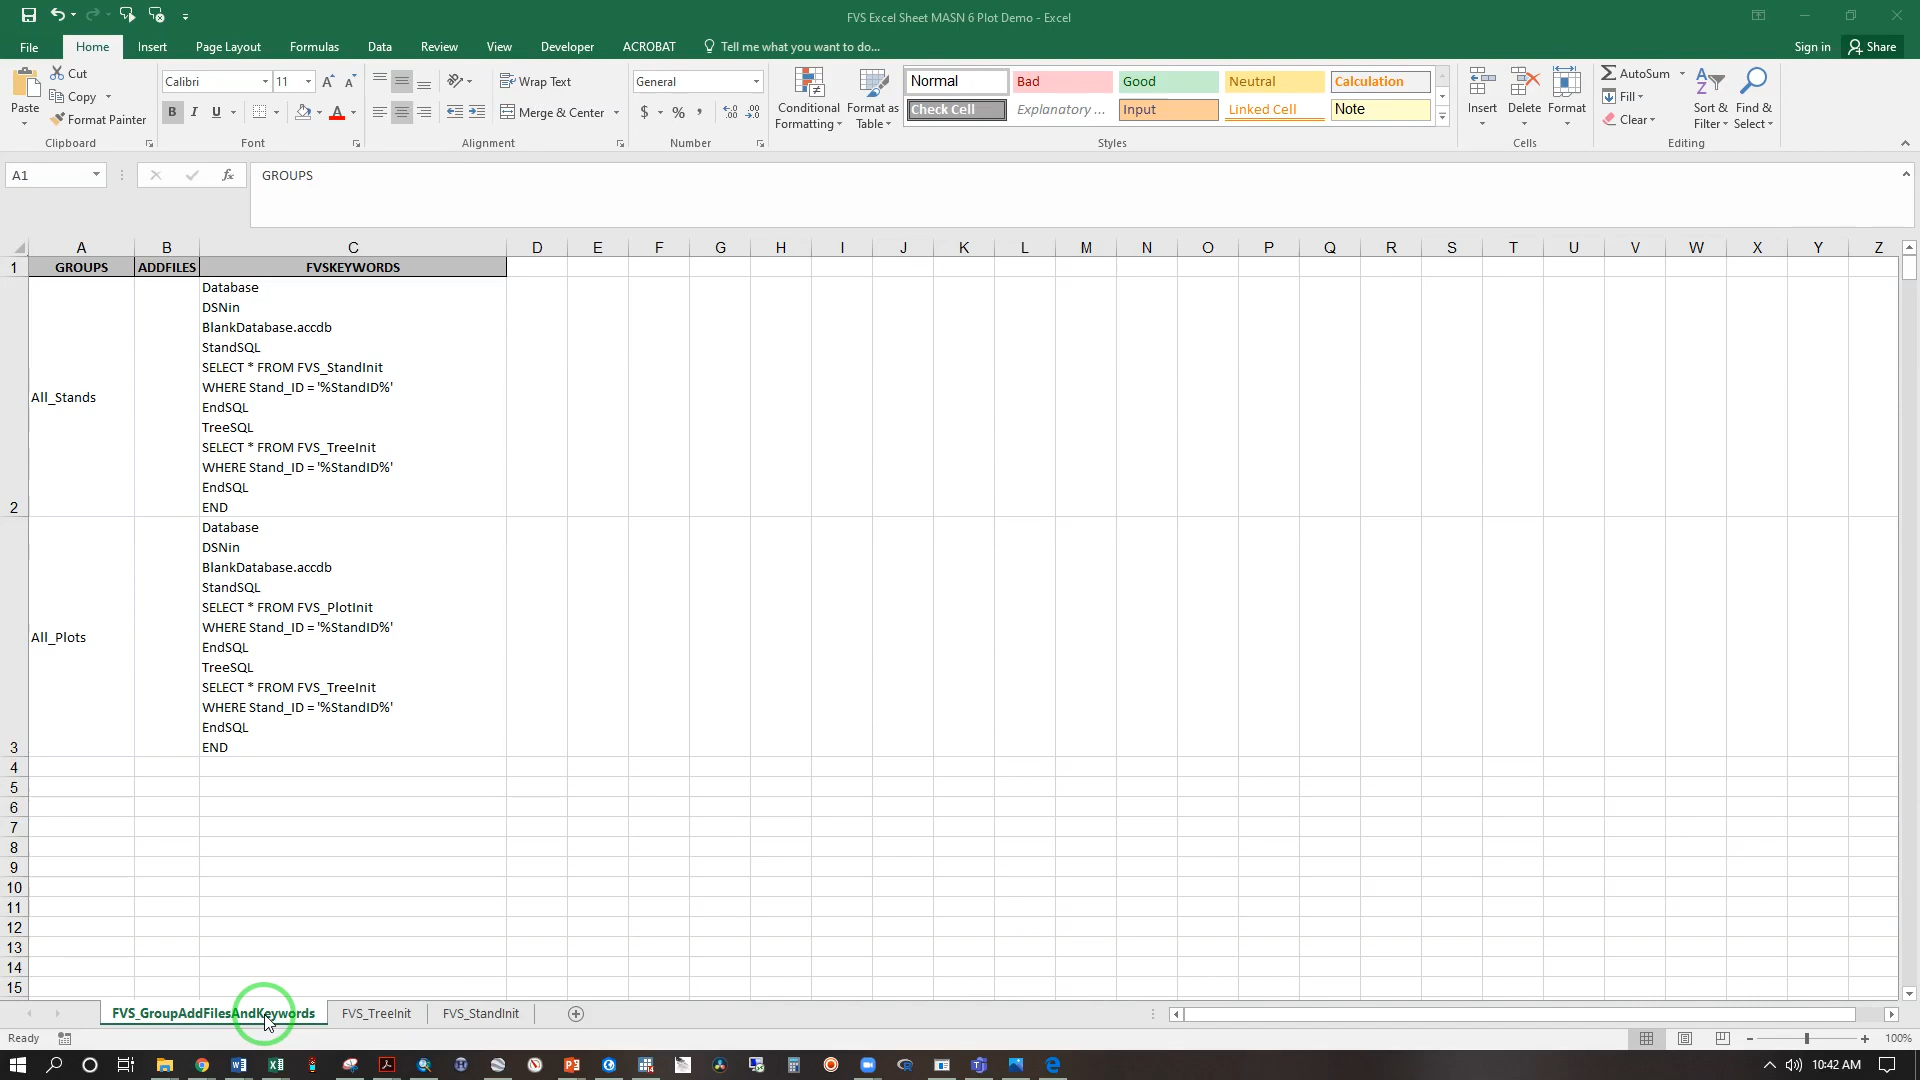 FVS Excel Sheet MASN 6 Plot Demo - Excel
File Home Insert Page Layout Formulas Data Review View Developer ACROBAT Tell me what you want to do... Sign in Share
Paste Cut Copy Format Painter
Clipboard
Calibri 11
B I U A
Font
Wrap Text
Merge & Center
Alignment
General
$ % ,
Number
Conditional Formatting Format as Table
Normal Bad Good Neutral Calculation
Check Cell Explanatory ... Input Linked Cell Note
Styles
Insert Delete Format
Cells
AutoSum
Fill
Clear
Sort & Filter Find & Select
Editing
A1 fx GROUPS
A B C D E F G H I J K L M N O P Q R S T U V W X Y Z
1 GROUPS ADDFILES FVSKEYWORDS
Database
DSNin
BlankDatabase.accdb
StandSQL
SELECT * FROM FVS_StandInit
WHERE Stand_ID = '%StandID%'
All_Stands
EndSQL
TreeSQL
SELECT * FROM FVS_TreeInit
WHERE Stand_ID = '%StandID%'
EndSQL
2 END
Database
DSNin
BlankDatabase.accdb
StandSQL
SELECT * FROM FVS_PlotInit
WHERE Stand_ID = '%StandID%'
All_Plots
EndSQL
TreeSQL
SELECT * FROM FVS_TreeInit
WHERE Stand_ID = '%StandID%'
EndSQL
3 END
4
5
6
7
8
9
10
11
12
13
14
15
FVS_GroupAddFilesAndKeywords FVS_TreeInit FVS_StandInit
Ready 100%
10:42 AM